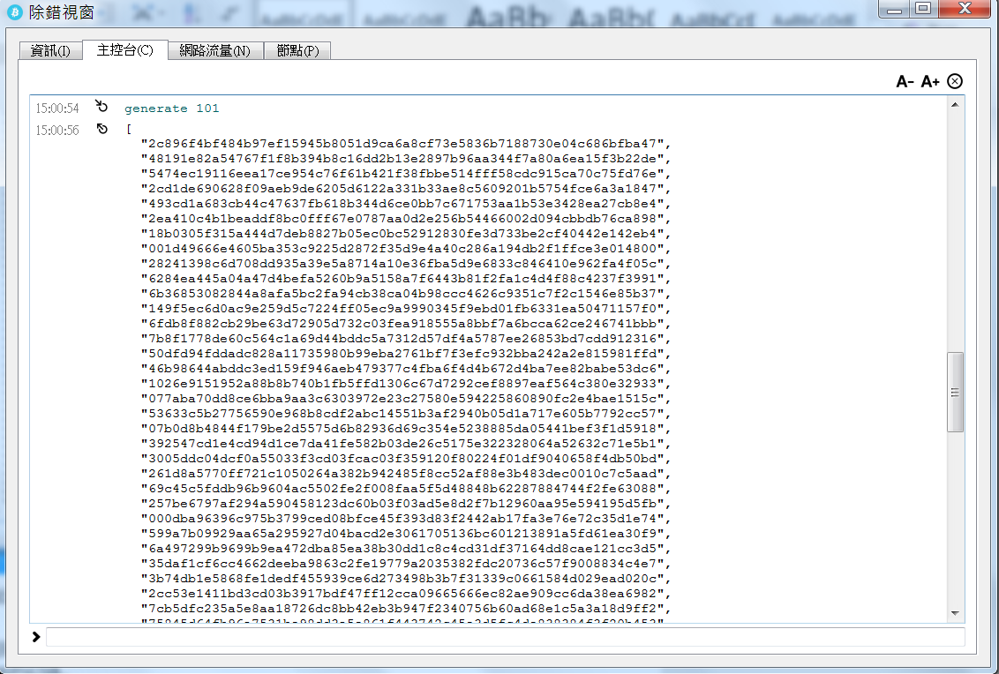 除錯視窗
資訊(I)
主控台(C)
網路流量(N)
節點(P)
A- A+
15:00:54 generate 101
15:00:56 [
"2c896f4bf484b97ef15945b8051d9ca6a8cf73e5836b7188730e04c686bfba47",
"48191e82a54767f1f8b394b8c16dd2b13e2897b96aa344f7a80a6ea15f3b22de",
"5474ec19116eea17ce954c76f61b421f38fbbe514fff58cdc915ca70c75fd76e",
"2cd1de690628f09aeb9de6205d6122a331b33ae8c5609201b5754fce6a3a1847",
"493cd1a683cb44c47637fb618b344d6ce0bb7c671753aa1b53e3428ea27cb8e4",
"2ea410c4b1beaddf8bc0fff67e0787aa0d2e256b54466002d094cbbdb76ca898",
"18b0305f315a444d7deb8827b05ec0bc52912830fe3d733be2cf40442e142eb4",
"001d49666e4605ba353c9225d2872f35d9e4a40c286a194db2f1ffce3e014800",
"28241398c6d708dd935a39e5a8714a10e36fba5d9e6833c846410e962fa4f05c",
"6284ea445a04a47d4befa5260b9a5158a7f6443b81f2fa1c4d4f88c4237f3991",
"6b36853082844a8afa5bc2fa94cb38ca04b98ccc4626c9351c7f2c1546e85b37",
"149f5ec6d0ac9e259d5c7224ff05ec9a9990345f9ebd01fb6331ea50471157f0",
"6fdb8f882cb29be63d72905d732c03fea918555a8bbf7a6bcca62ce246741bbb",
"7b8f1778de60c564c1a69d44bddc5a7312d57df4a5787ee26853bd7cdd912316",
"50dfd94fddadc828a11735980b99eba2761bf7f3efc932bba242a2e815981ffd",
"46b98644abddc3ed159f946aeb479377c4fba6f4d4b672d4ba7ee82babe53dc6",
"1026e9151952a88b8b740b1fb5ffd1306c67d7292cef8897eaf564c380e32933",
"077aba70dd8ce6bba9aa3c6303972e23c27580e594225860890fc2e4bae1515c",
"53633c5b27756590e968b8cdf2abc14551b3af2940b05d1a717e605b7792cc57",
"07b0d8b4844f179be2d5575d6b82936d69c354e5238885da05441bef3f1d5918",
"392547cd1e4cd94d1ce7da41fe582b03de26c5175e322328064a52632c71e5b1",
"3005ddc04dcf0a55033f3cd03fcac03f359120f80224f01df9040658f4db50bd",
"261d8a5770ff721c1050264a382b942485f8cc52af88e3b483dec0010c7c5aad",
"69c45c5fddb96b9604ac5502fe2f008faa5f5d48848b62287884744f2fe63088",
"257be6797af294a590458123dc60b03f03ad5e8d2f7b12960aa95e594195d5fb",
"000dba96396c975b3799ced08bfce45f393d83f2442ab17fa3e76e72c35d1e74",
"599a7b09929aa65a295927d04bacd2e3061705136bc601213891a5fd61ea30f9",
"6a497299b9699b9ea472dba85ea38b30dd1c8c4cd31df37164dd8cae121cc3d5",
"35daf1cf6cc4662deeba9863c2fe19779a2035382fdc20736c57f9008834c4e7",
"3b74db1e5868fe1dedf455939ce6d273498b3b7f31339c0661584d029ead020c",
"2cc53e1411bd3cd03b3917bdf47ff12cca09665666ec82ae909cc6da38ea6982",
"7cb5dfc235a5e8aa18726dc8bb42eb3b947f2340756b60ad68e1c5a3a18d9ff2",